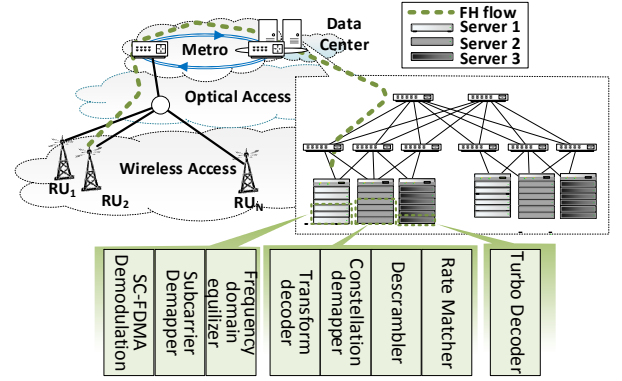 FH flow
Server 1
Server 2
Server 3
Data
Center
Metro
Optical Access
Wireless Access
RU1
RU2
RUN
SC-FDMA
Demodulation
Subcarrier
Demapper
Frequency
domain
equilizer
Transform
decoder
Constellation
demapper
Descrambler
Rate Matcher
Turbo Decoder